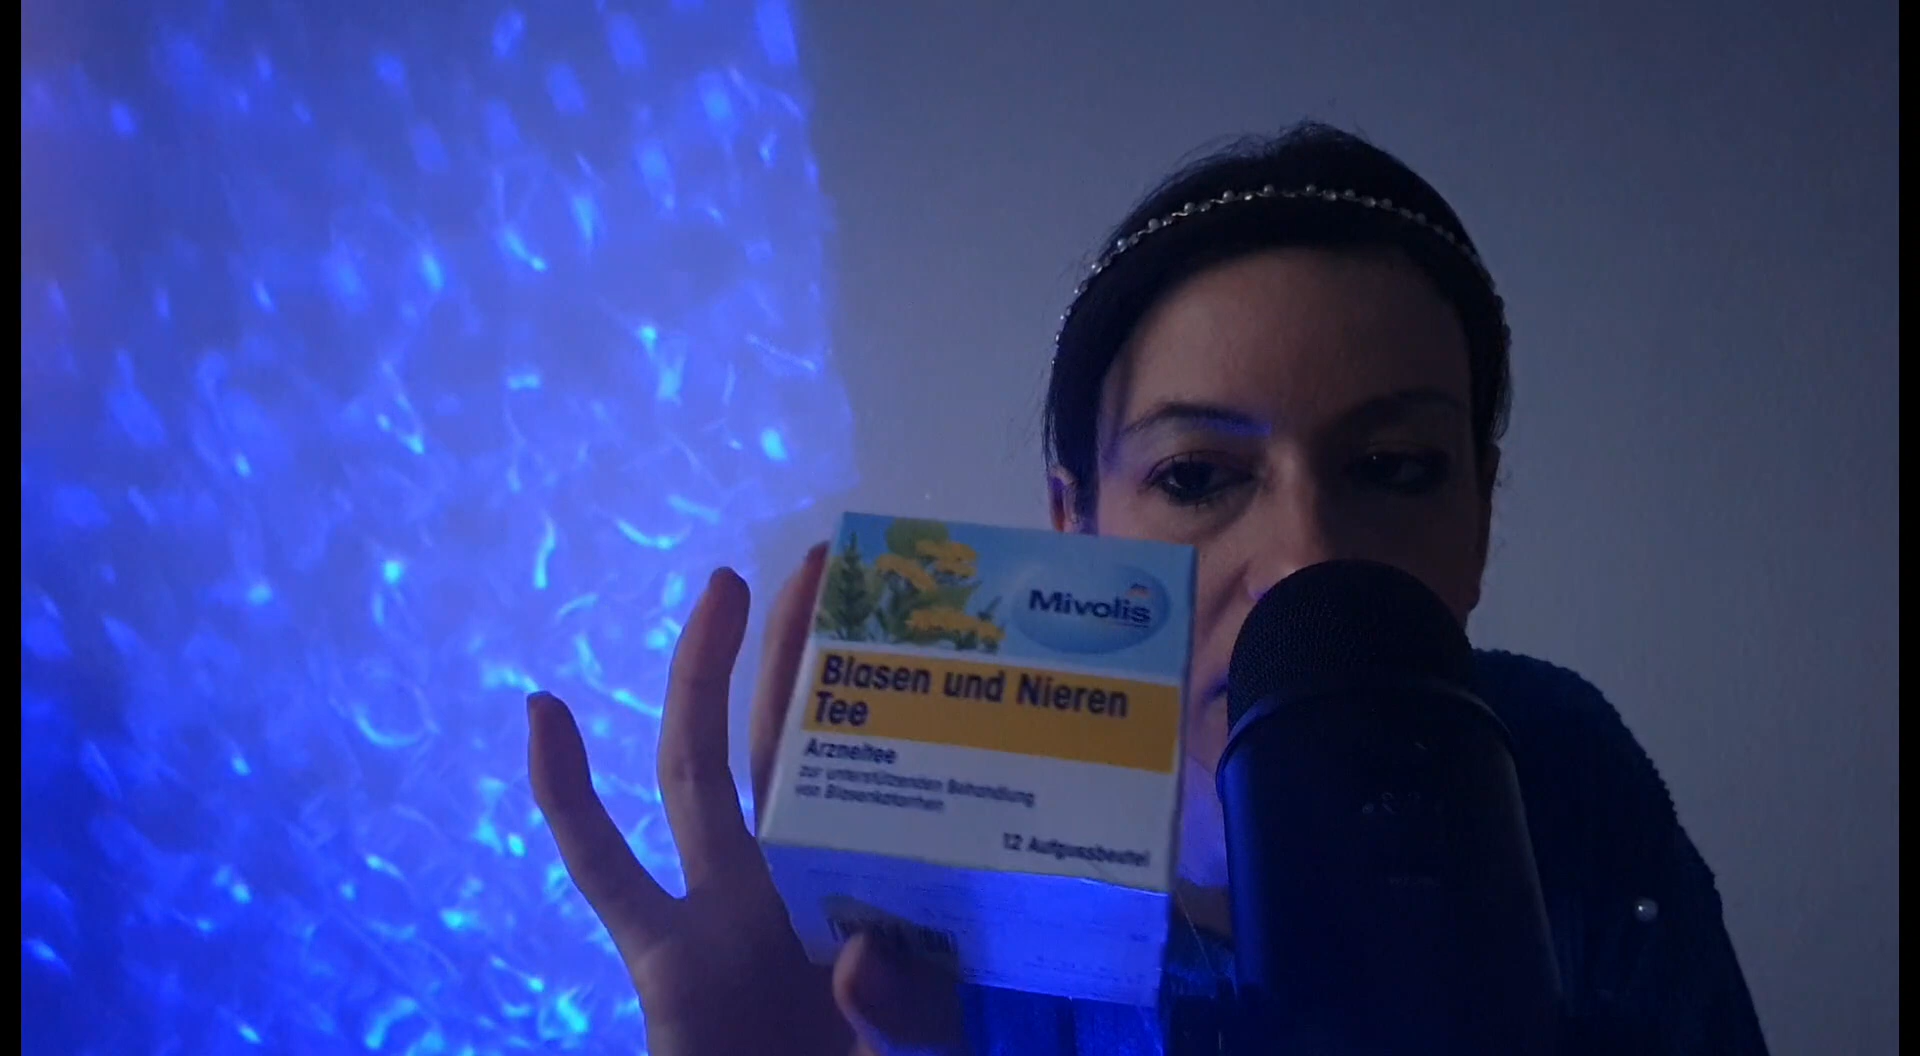 Mivolis
Blasen und Nieren
Tee
Arzneitee
zur unterstützenden Behandlung
von Blasenkatarrhen
12 Aufgussbeutel